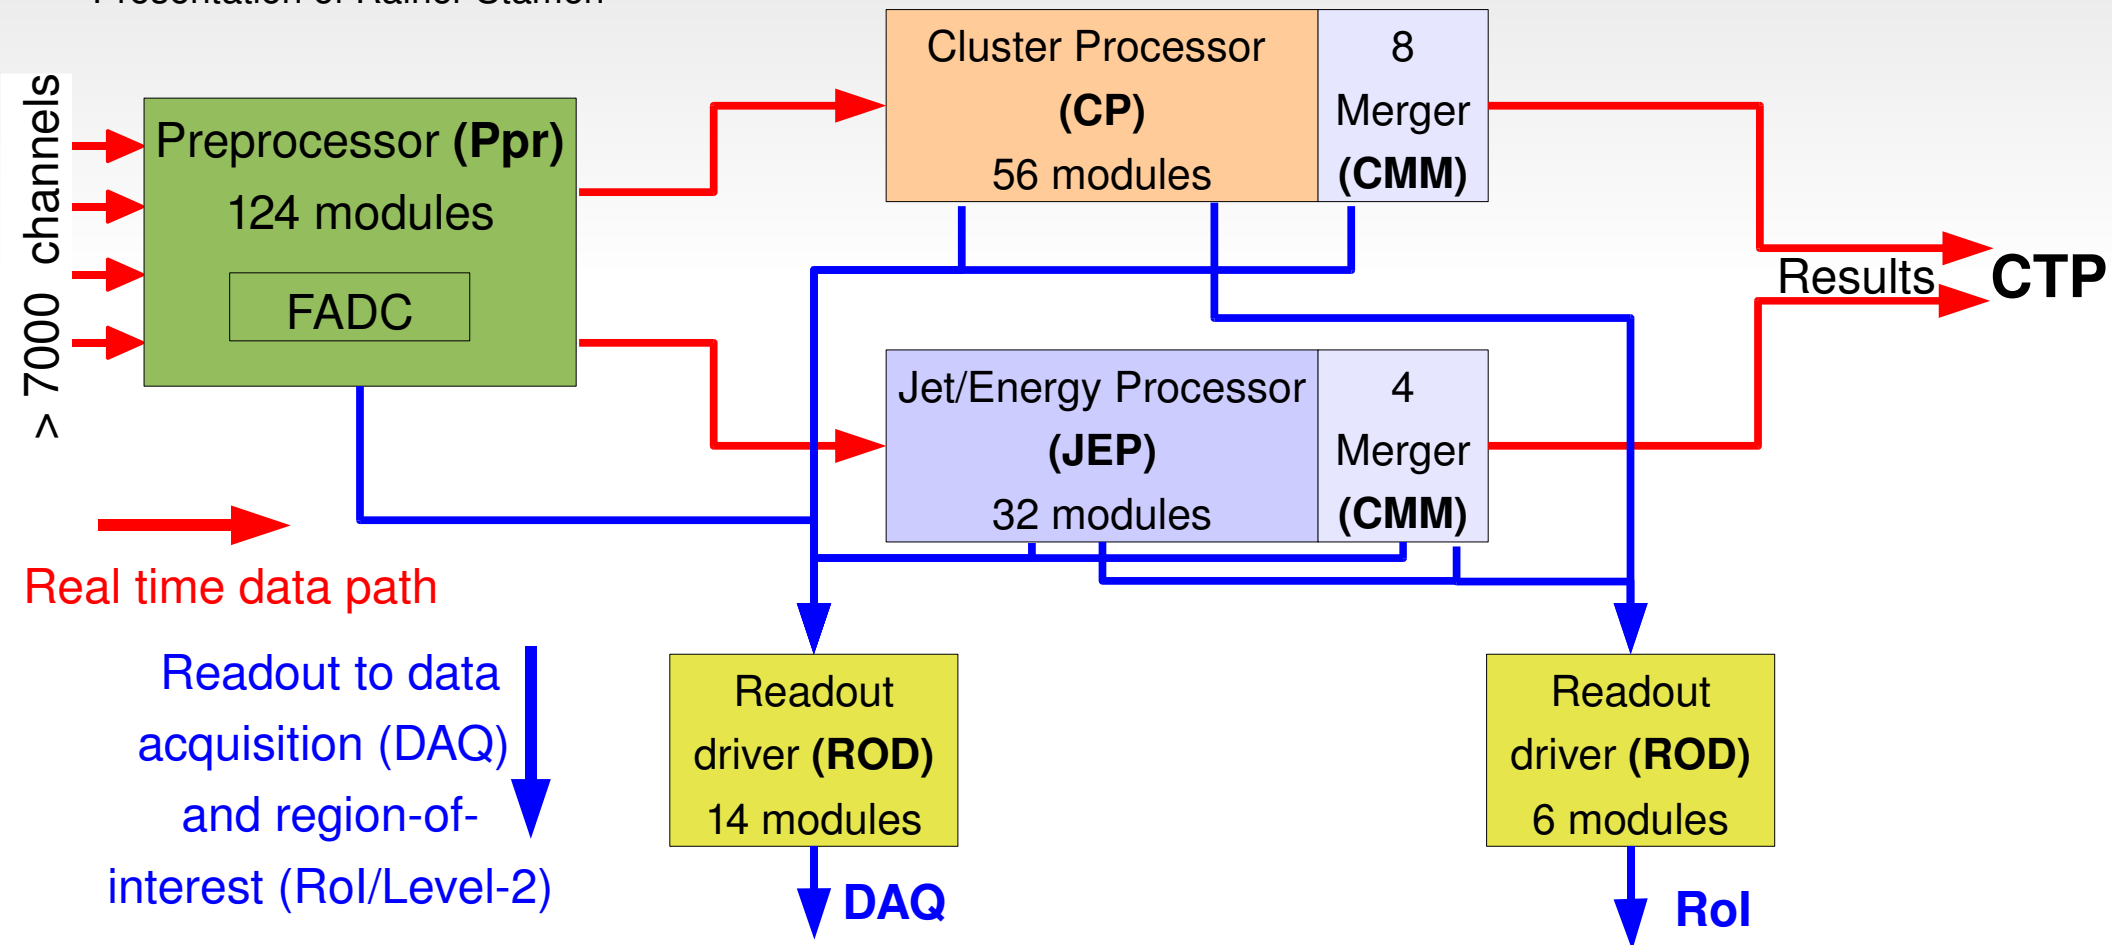 Cluster Processor
(CP)
56 modules
8
Merger
(CMM)
> 7000 channels
Preprocessor (Ppr)
124 modules
FADC
Results
CTP
Jet/Energy Processor
(JEP)
32 modules
4
Merger
(CMM)
Real time data path
Readout to data
acquisition (DAQ)
and region-of-
interest (RoI/Level-2)
Readout
driver (ROD)
14 modules
Readout
driver (ROD)
6 modules
DAQ
RoI